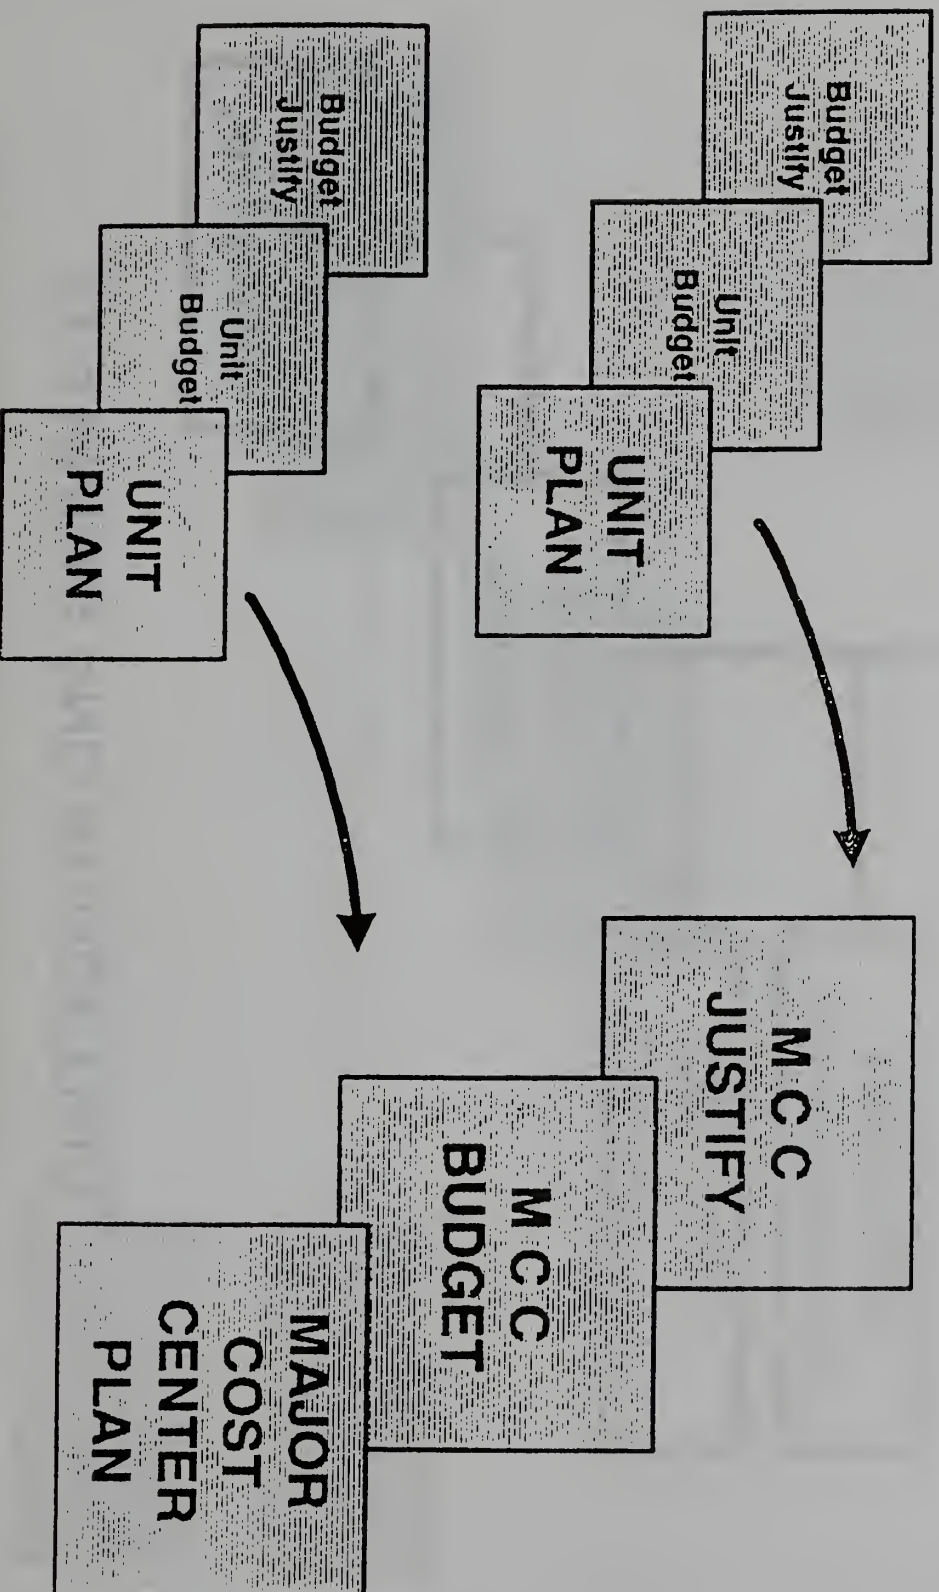 Budget
Justify
Unit
Budget
UNIT
PLAN
Budget
Justify
Unit
Budget
UNIT
PLAN
M C C
JUSTIFY
M C C
BUDGET
MAJOR
COST
CENTER
PLAN